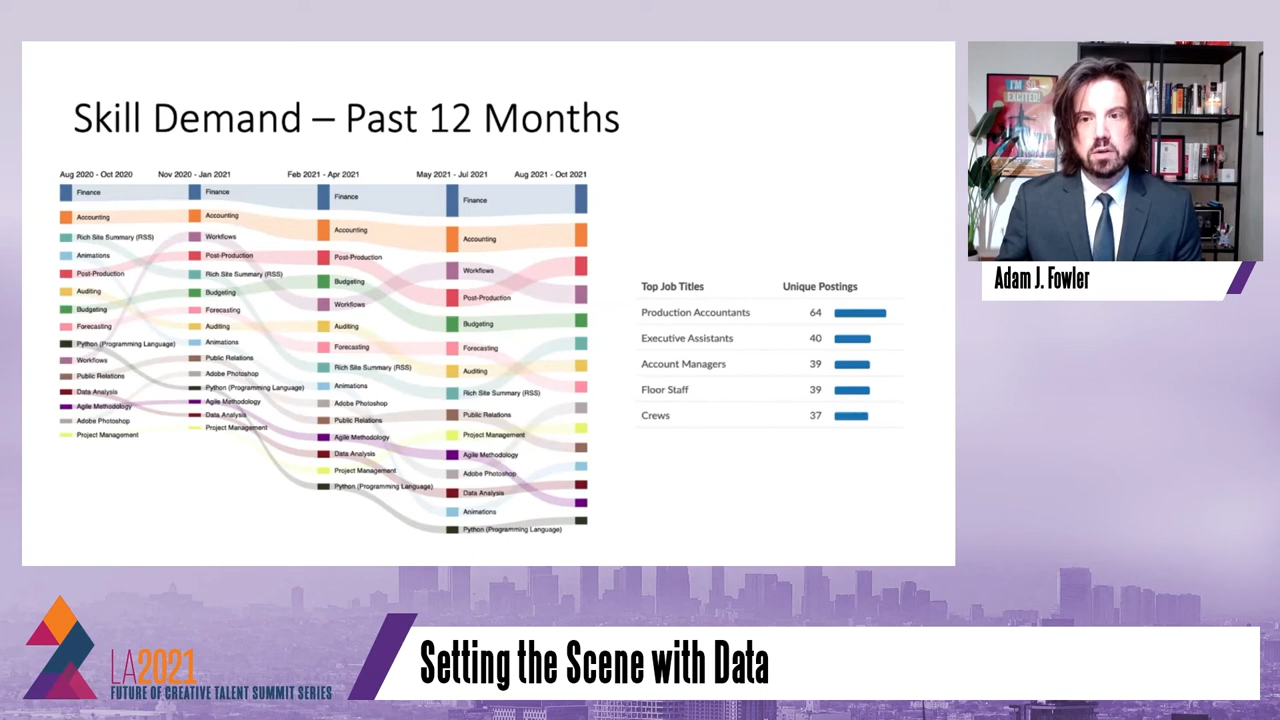 Skill Demand – Past 12 Months
Aug 2020 - Oct 2020
Nov 2020 - Jan 2021
Feb 2021 - Apr 2021
May 2021 - Jul 2021
Aug 2021 - Oct 2021
Finance
Accounting
Rich Site Summary (RSS)
Animations
Post-Production
Auditing
Budgeting
Forecasting
Python (Programming Language)
Workflows
Public Relations
Data Analysis
Agile Methodology
Adobe Photoshop
Project Management
Finance
Accounting
Workflows
Post-Production
Rich Site Summary (RSS)
Budgeting
Forecasting
Auditing
Animations
Public Relations
Adobe Photoshop
Python (Programming Language)
Agile Methodology
Data Analysis
Project Management
Finance
Accounting
Post-Production
Budgeting
Workflows
Auditing
Forecasting
Rich Site Summary (RSS)
Animations
Adobe Photoshop
Public Relations
Agile Methodology
Data Analysis
Project Management
Python (Programming Language)
Finance
Accounting
Workflows
Post-Production
Budgeting
Forecasting
Auditing
Rich Site Summary (RSS)
Public Relations
Project Management
Agile Methodology
Adobe Photoshop
Data Analysis
Animations
Python (Programming Language)
Top Job Titles Unique Postings
Production Accountants 64
Executive Assistants 40
Account Managers 39
Floor Staff 39
Crews 37
I'M SO
EXCITED!
Adam J. Fowler
LA2021
FUTURE OF CREATIVE TALENT SUMMIT SERIES
Setting the Scene with Data